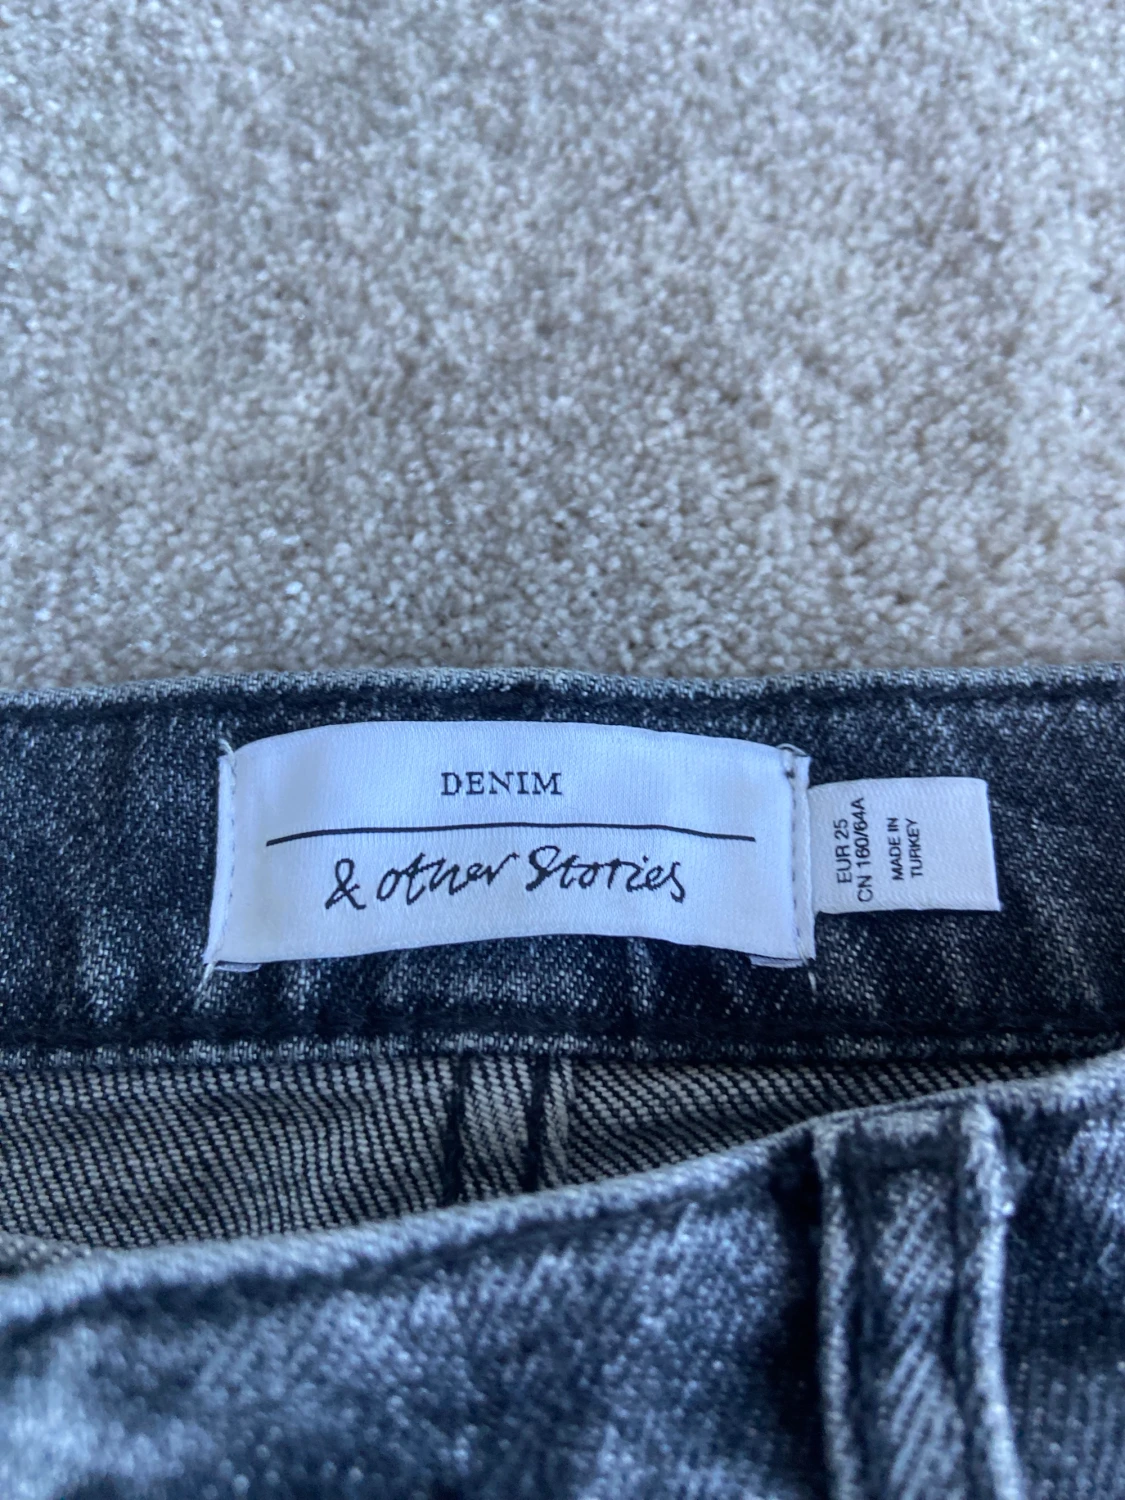 DENIM
& other Stories
EUR 25
CN 160/64A
MADE IN
TURKEY